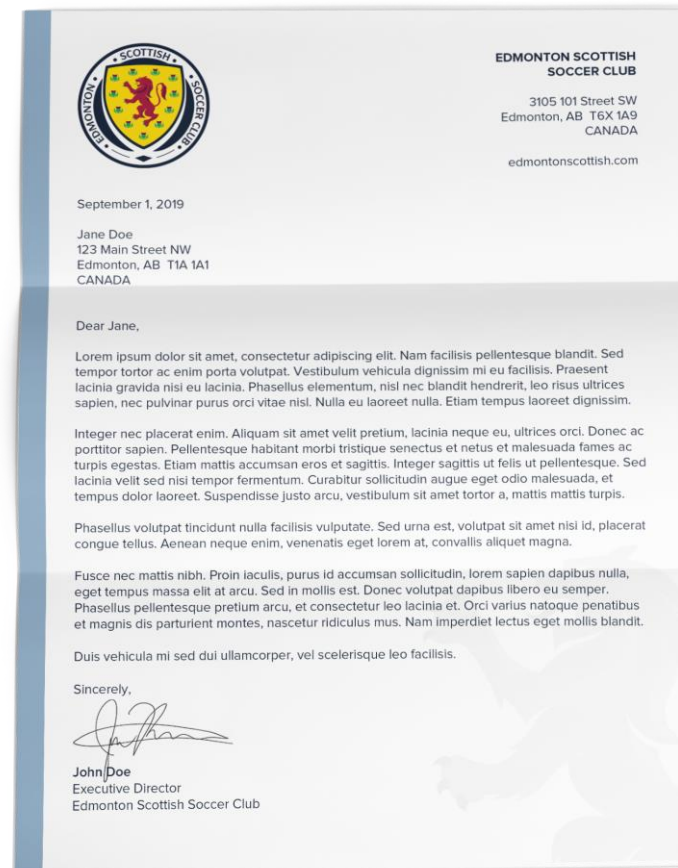 EDMONTON • SCOTTISH • SOCCER CLUB
EDMONTON SCOTTISH
SOCCER CLUB
3105 101 Street SW
Edmonton, AB T6X 1A9
CANADA
edmontonscottish.com
September 1, 2019
Jane Doe
123 Main Street NW
Edmonton, AB T1A 1A1
CANADA
Dear Jane,
Lorem ipsum dolor sit amet, consectetur adipiscing elit. Nam facilisis pellentesque blandit. Sed
tempor tortor ac enim porta volutpat. Vestibulum vehicula dignissim mi eu facilisis. Praesent
lacinia gravida nisi eu lacinia. Phasellus elementum, nisl nec blandit hendrerit, leo risus ultrices
sapien, nec pulvinar purus orci vitae nisl. Nulla eu laoreet nulla. Etiam tempus laoreet dignissim.
Integer nec placerat enim. Aliquam sit amet velit pretium, lacinia neque eu, ultrices orci. Donec ac
porttitor sapien. Pellentesque habitant morbi tristique senectus et netus et malesuada fames ac
turpis egestas. Etiam mattis accumsan eros et sagittis. Integer sagittis ut felis ut pellentesque. Sed
lacinia velit sed nisi tempor fermentum. Curabitur sollicitudin augue eget odio malesuada, et
tempus dolor laoreet. Suspendisse justo arcu, vestibulum sit amet tortor a, mattis mattis turpis.
Phasellus volutpat tincidunt nulla facilisis vulputate. Sed urna est, volutpat sit amet nisi id, placerat
congue tellus. Aenean neque enim, venenatis eget lorem at, convallis aliquet magna.
Fusce nec mattis nibh. Proin iaculis, purus id accumsan sollicitudin, lorem sapien dapibus nulla,
eget tempus massa elit at arcu. Sed in mollis est. Donec volutpat dapibus libero eu semper.
Phasellus pellentesque pretium arcu, et consectetur leo lacinia et. Orci varius natoque penatibus
et magnis dis parturient montes, nascetur ridiculus mus. Nam imperdiet lectus eget mollis blandit.
Duis vehicula mi sed dui ullamcorper, vel scelerisque leo facilisis.
Sincerely,
John Doe
Executive Director
Edmonton Scottish Soccer Club